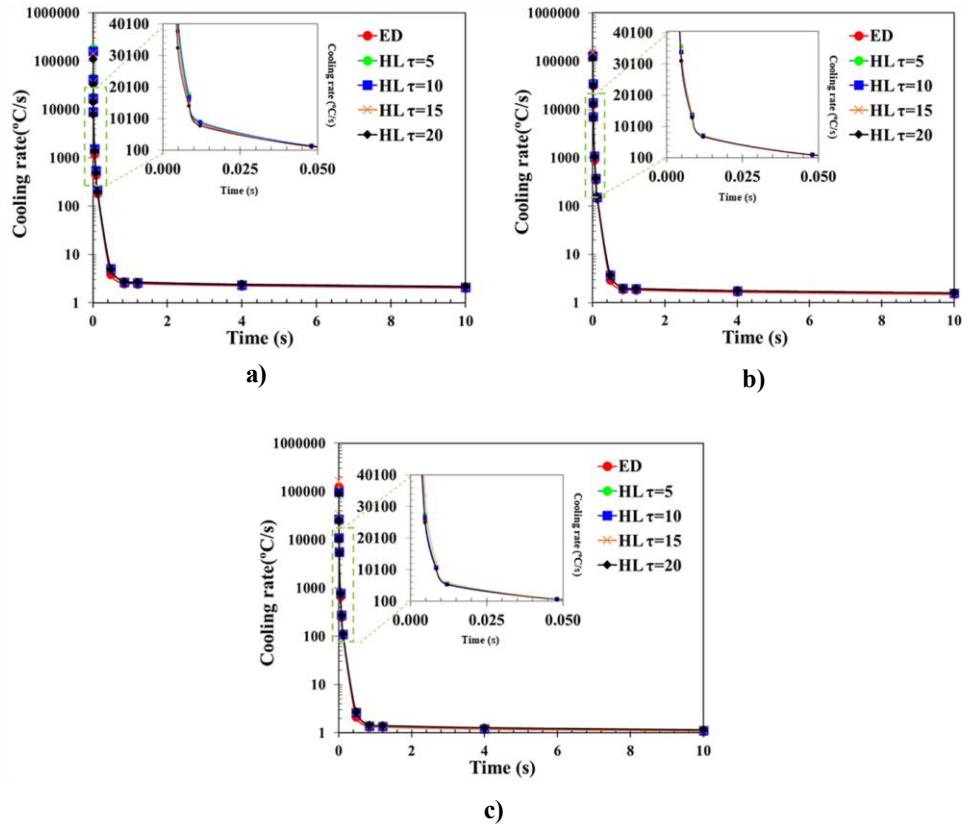 1000000
100000
10000
1000
100
10
1
Cooling rate(ºC/s)
0 2 4 6 8 10
Time (s)
ED
HL τ=5
HL τ=10
HL τ=15
HL τ=20
40100
30100
20100
10100
100
0.000 0.025 0.050
Time (s)
Cooling rate (ºC/s)
a)
1000000
100000
10000
1000
100
10
1
Cooling rate(ºC/s)
0 2 4 6 8 10
Time (s)
ED
HL τ=5
HL τ=10
HL τ=15
HL τ=20
40100
30100
20100
10100
100
0.000 0.025 0.050
Time (s)
Cooling rate (ºC/s)
b)
1000000
100000
10000
1000
100
10
1
Cooling rate(ºC/s)
0 2 4 6 8 10
Time (s)
ED
HL τ=5
HL τ=10
HL τ=15
HL τ=20
40100
30100
20100
10100
100
0.000 0.025 0.050
Time (s)
Cooling rate (ºC/s)
c)